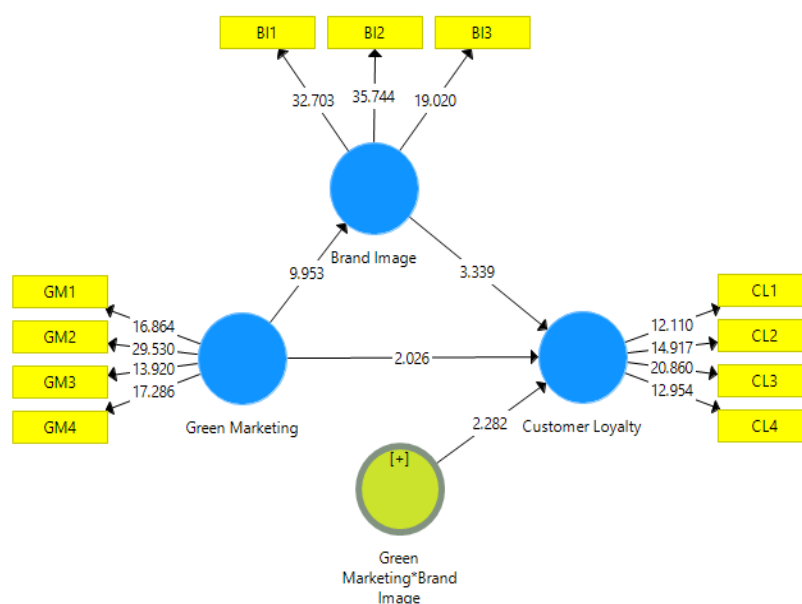 BI1 BI2 BI3
32.703 35.744 19.020
Brand Image
9.953 3.339
GM1
GM2
GM3
GM4
16.864
29.530
13.920
17.286
Green Marketing
2.026
CL1
CL2
CL3
CL4
12.110
14.917
20.860
12.954
Customer Loyalty
2.282
[+]
Green
Marketing*Brand
Image